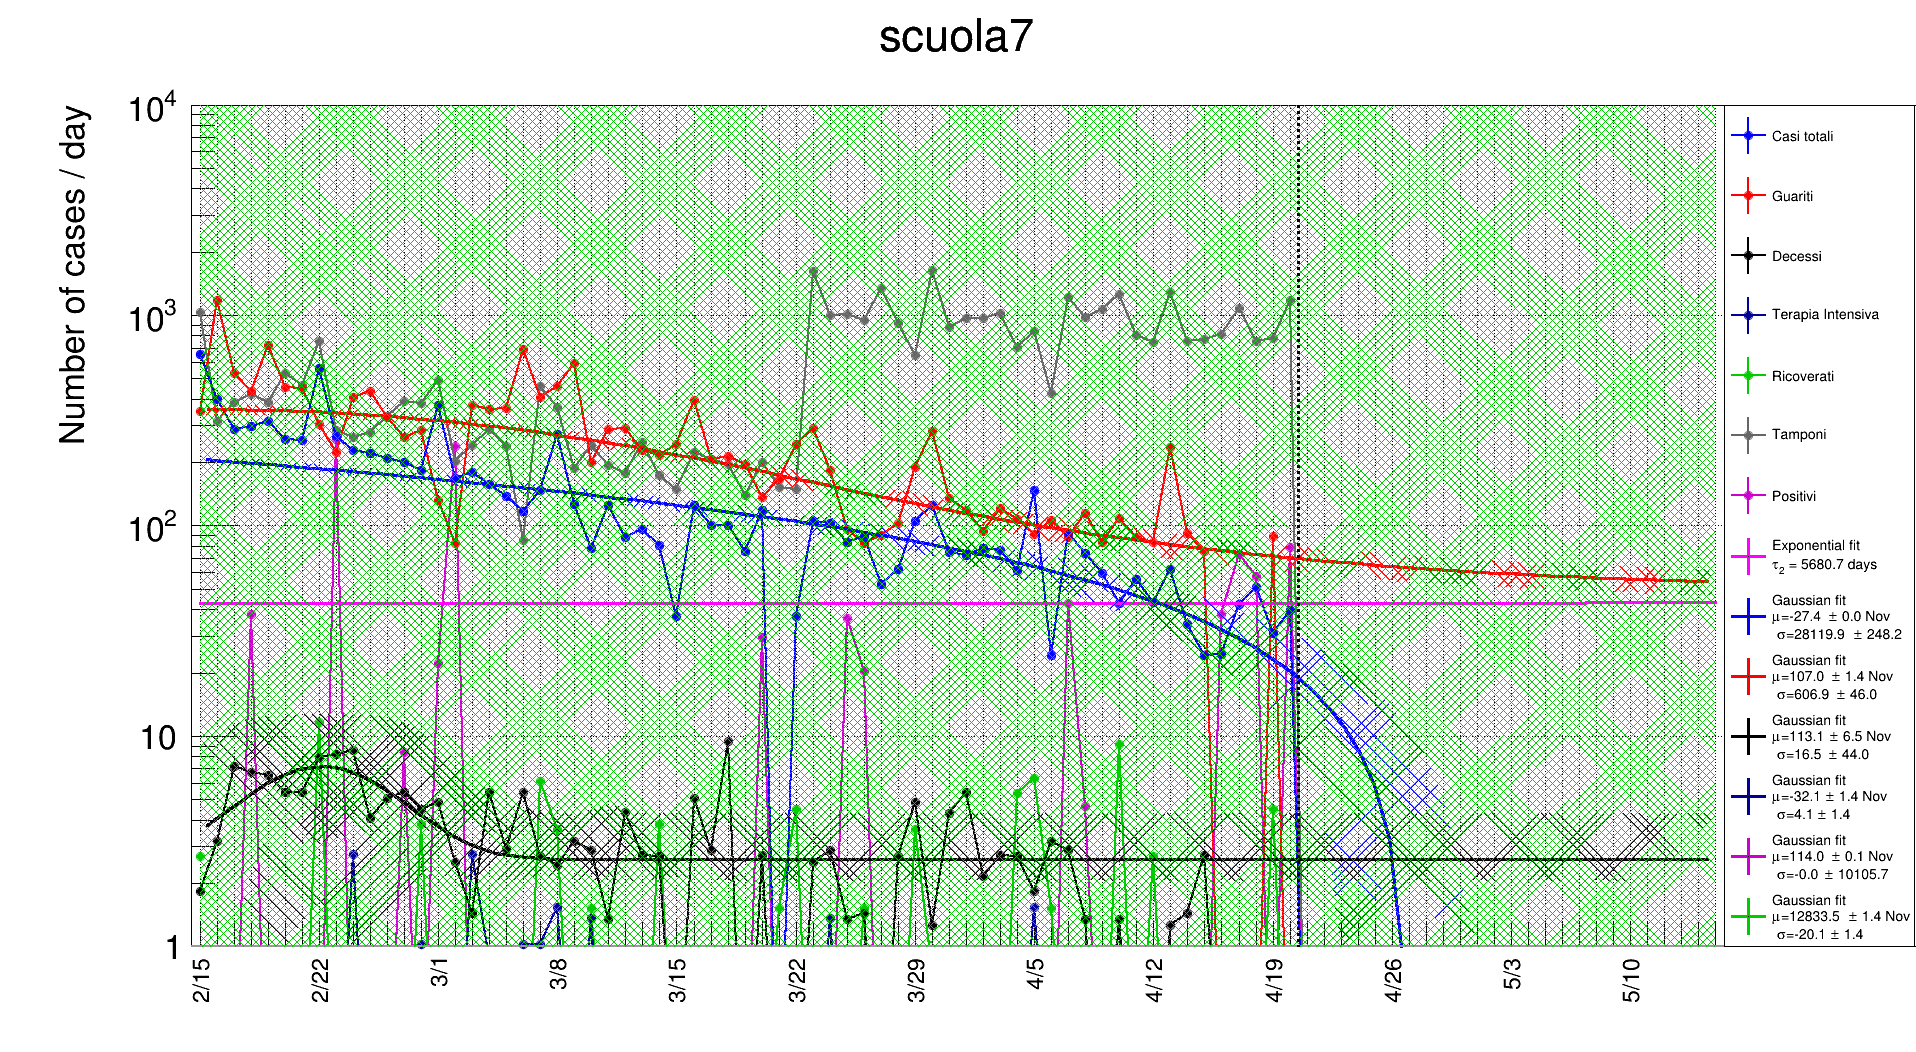 scuola7
Number of cases / day
10^4
10^3
10^2
10
1
2/15
2/22
3/1
3/8
3/15
3/22
3/29
4/5
4/12
4/19
4/26
5/3
5/10
Casi totali
Guariti
Decessi
Terapia Intensiva
Ricoverati
Tamponi
Positivi
Exponential fit
τ₂ = 5680.7 days
Gaussian fit
μ=-27.4 ± 0.0 Nov
σ=28119.9 ± 248.2
Gaussian fit
μ=107.0 ± 1.4 Nov
σ=606.9 ± 46.0
Gaussian fit
μ=113.1 ± 6.5 Nov
σ=16.5 ± 44.0
Gaussian fit
μ=-32.1 ± 1.4 Nov
σ=4.1 ± 1.4
Gaussian fit
μ=114.0 ± 0.1 Nov
σ=-0.0 ± 10105.7
Gaussian fit
μ=12833.5 ± 1.4 Nov
σ=-20.1 ± 1.4